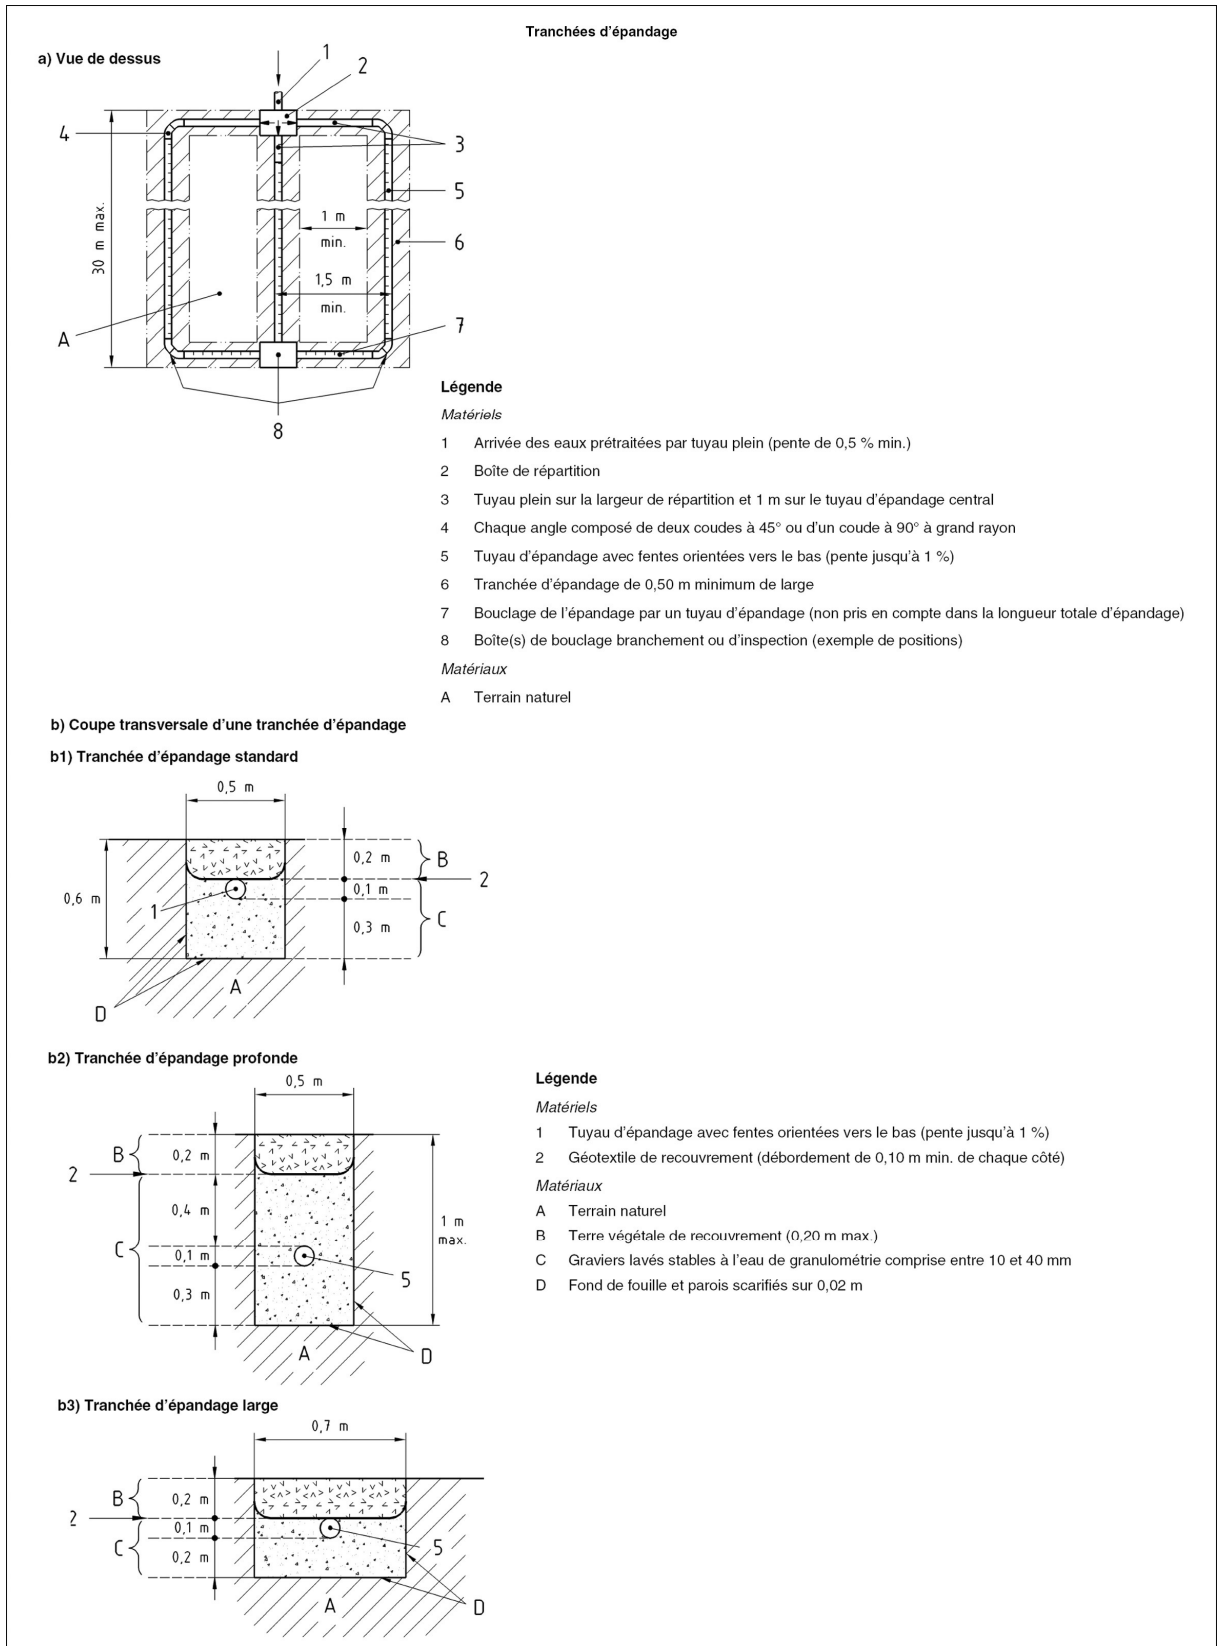 Tranchées d'épandage
a) Vue de dessus
1
2
4
3
5
30 m max.
1 m
min.
6
1,5 m
min.
A
7
8
Légende
Matériels
1 Arrivée des eaux prétraitées par tuyau plein (pente de 0,5 % min.)
2 Boîte de répartition
3 Tuyau plein sur la largeur de répartition et 1 m sur le tuyau d'épandage central
4 Chaque angle composé de deux coudes à 45° ou d'un coude à 90° à grand rayon
5 Tuyau d'épandage avec fentes orientées vers le bas (pente jusqu'à 1 %)
6 Tranchée d'épandage de 0,50 m minimum de large
7 Bouclage de l'épandage par un tuyau d'épandage (non pris en compte dans la longueur totale d'épandage)
8 Boîte(s) de bouclage branchement ou d'inspection (exemple de positions)
Matériaux
A Terrain naturel
b) Coupe transversale d'une tranchée d'épandage
b1) Tranchée d'épandage standard
0,5 m
0,2 m
B
2
0,1 m
0,6 m
1
0,3 m
C
A
D
b2) Tranchée d'épandage profonde
0,5 m
B
0,2 m
2
0,4 m
1 m
max.
C
0,1 m
5
0,3 m
A
D
Légende
Matériels
1 Tuyau d'épandage avec fentes orientées vers le bas (pente jusqu'à 1 %)
2 Géotextile de recouvrement (débordement de 0,10 m min. de chaque côté)
Matériaux
A Terrain naturel
B Terre végétale de recouvrement (0,20 m max.)
C Graviers lavés stables à l'eau de granulométrie comprise entre 10 et 40 mm
D Fond de fouille et parois scarifiés sur 0,02 m
b3) Tranchée d'épandage large
0,7 m
B
0,2 m
2
0,1 m
C
5
0,2 m
A
D